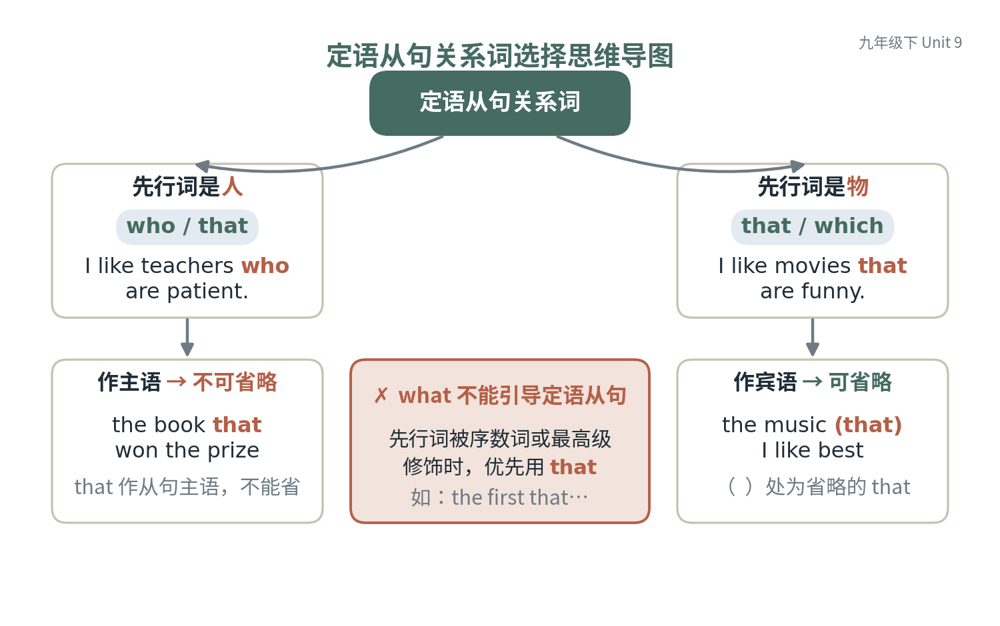 定语从句关系词选择思维导图
九年级下 Unit 9
定语从句关系词
先行词是人
who / that
I like teachers who
are patient.
先行词是物
that / which
I like movies that
are funny.
作主语 → 不可省略
the book that
won the prize
that 作从句主语，不能省
✗ what 不能引导定语从句
先行词被序数词或最高级
修饰时，优先用 that
如：the first that…
作宾语 → 可省略
the music (that)
I like best
（ ）处为省略的 that